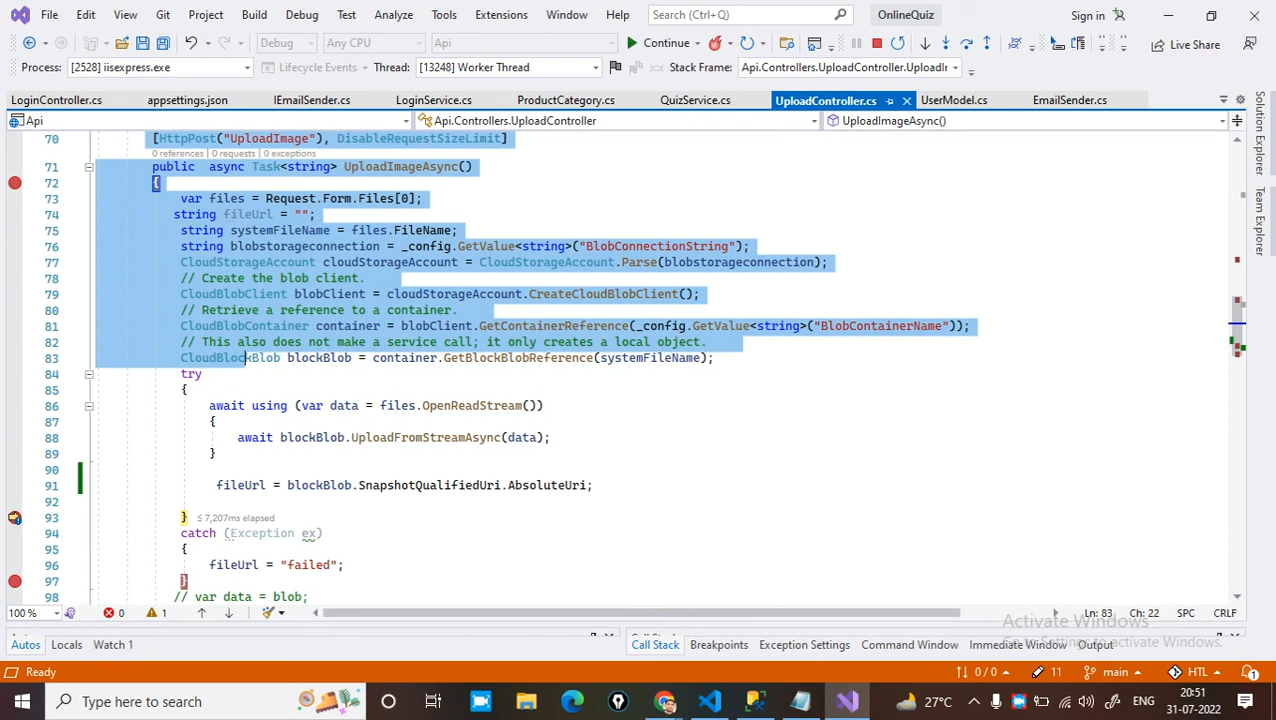 File Edit View Git Project Build Debug Test Analyze Tools Extensions Window Help Search (Ctrl+Q) OnlineQuiz Sign in
Debug Any CPU Api Continue Live Share
Process: [2528] iisexpress.exe Lifecycle Events Thread: [13248] Worker Thread Stack Frame: Api.Controllers.UploadController.UploadIr
LoginController.cs appsettings.json IEmailSender.cs LoginService.cs ProductCategory.cs QuizService.cs UploadController.cs UserModel.cs EmailSender.cs
Api Api.Controllers.UploadController UploadImageAsync()
70 [HttpPost("UploadImage"), DisableRequestSizeLimit]
0 references | 0 requests | 0 exceptions
71 public async Task<string> UploadImageAsync()
72 {
73 var files = Request.Form.Files[0];
74 string fileUrl = "";
75 string systemFileName = files.FileName;
76 string blobstorageconnection = _config.GetValue<string>("BlobConnectionString");
77 CloudStorageAccount cloudStorageAccount = CloudStorageAccount.Parse(blobstorageconnection);
78 // Create the blob client.
79 CloudBlobClient blobClient = cloudStorageAccount.CreateCloudBlobClient();
80 // Retrieve a reference to a container.
81 CloudBlobContainer container = blobClient.GetContainerReference(_config.GetValue<string>("BlobContainerName"));
82 // This also does not make a service call; it only creates a local object.
83 CloudBlockBlob blockBlob = container.GetBlockBlobReference(systemFileName);
84 try
85 {
86 await using (var data = files.OpenReadStream())
87 {
88 await blockBlob.UploadFromStreamAsync(data);
89 }
90
91 fileUrl = blockBlob.SnapshotQualifiedUri.AbsoluteUri;
92
93 } ≤ 7,207ms elapsed
94 catch (Exception ex)
95 {
96 fileUrl = "failed";
97 }
98 // var data = blob;
Solution Explorer
Team Explorer
100 % 0 1 Ln: 83 Ch: 22 SPC CRLF
Activate Windows
Go to Settings to activate Windows.
Autos Locals Watch 1 Call Stack Breakpoints Exception Settings Command Window Immediate Window Output
Ready 0 / 0 11 main HTL 1
Type here to search 27°C ENG 20:51
31-07-2022